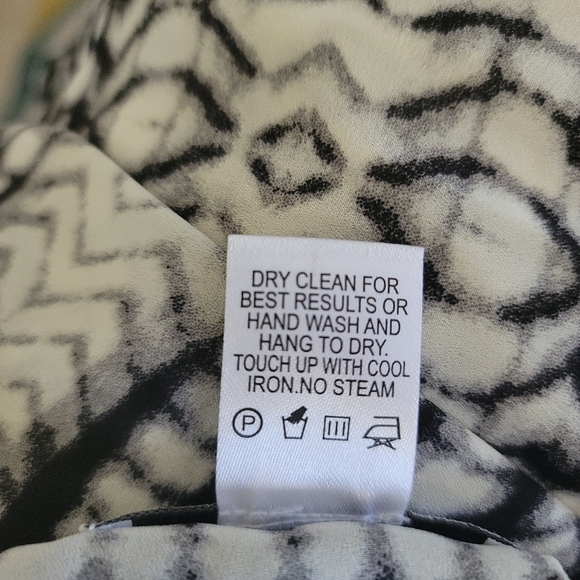 DRY CLEAN FOR
BEST RESULTS OR
HAND WASH AND
HANG TO DRY.
TOUCH UP WITH COOL
IRON.NO STEAM
P